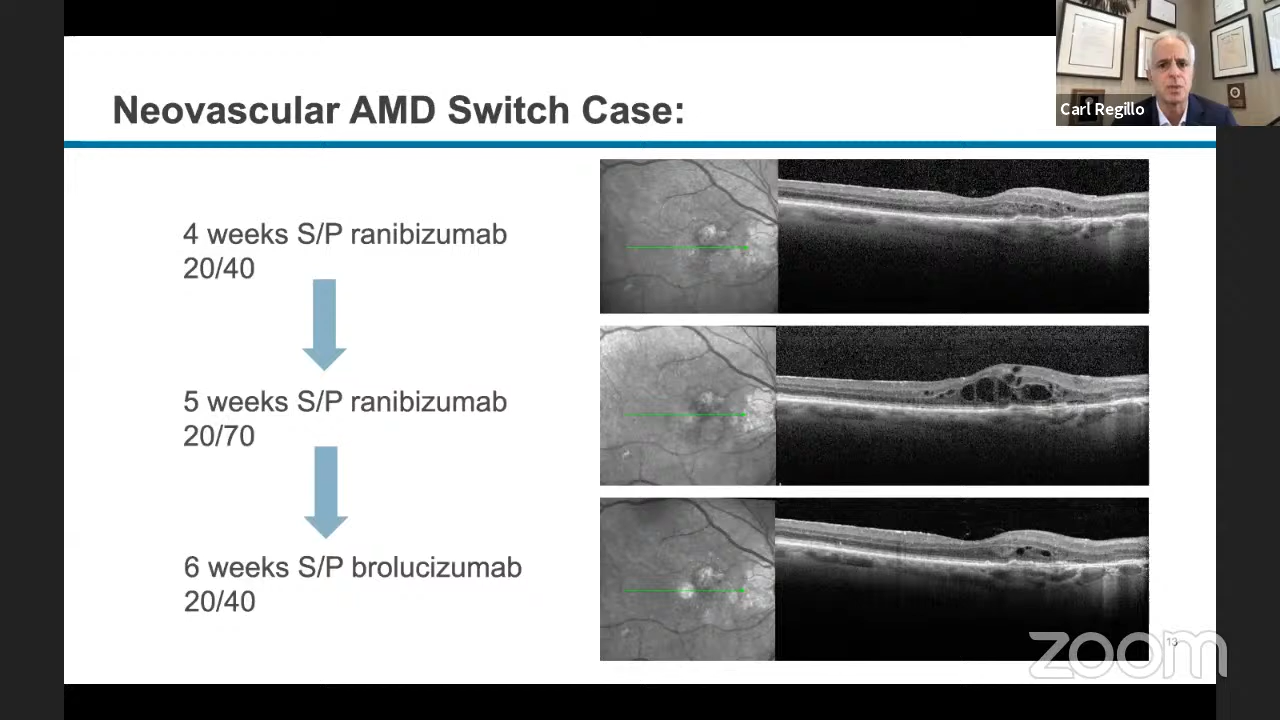 Neovascular AMD Switch Case:
Carl Regillo
4 weeks S/P ranibizumab
20/40
5 weeks S/P ranibizumab
20/70
6 weeks S/P brolucizumab
20/40
13
zoom